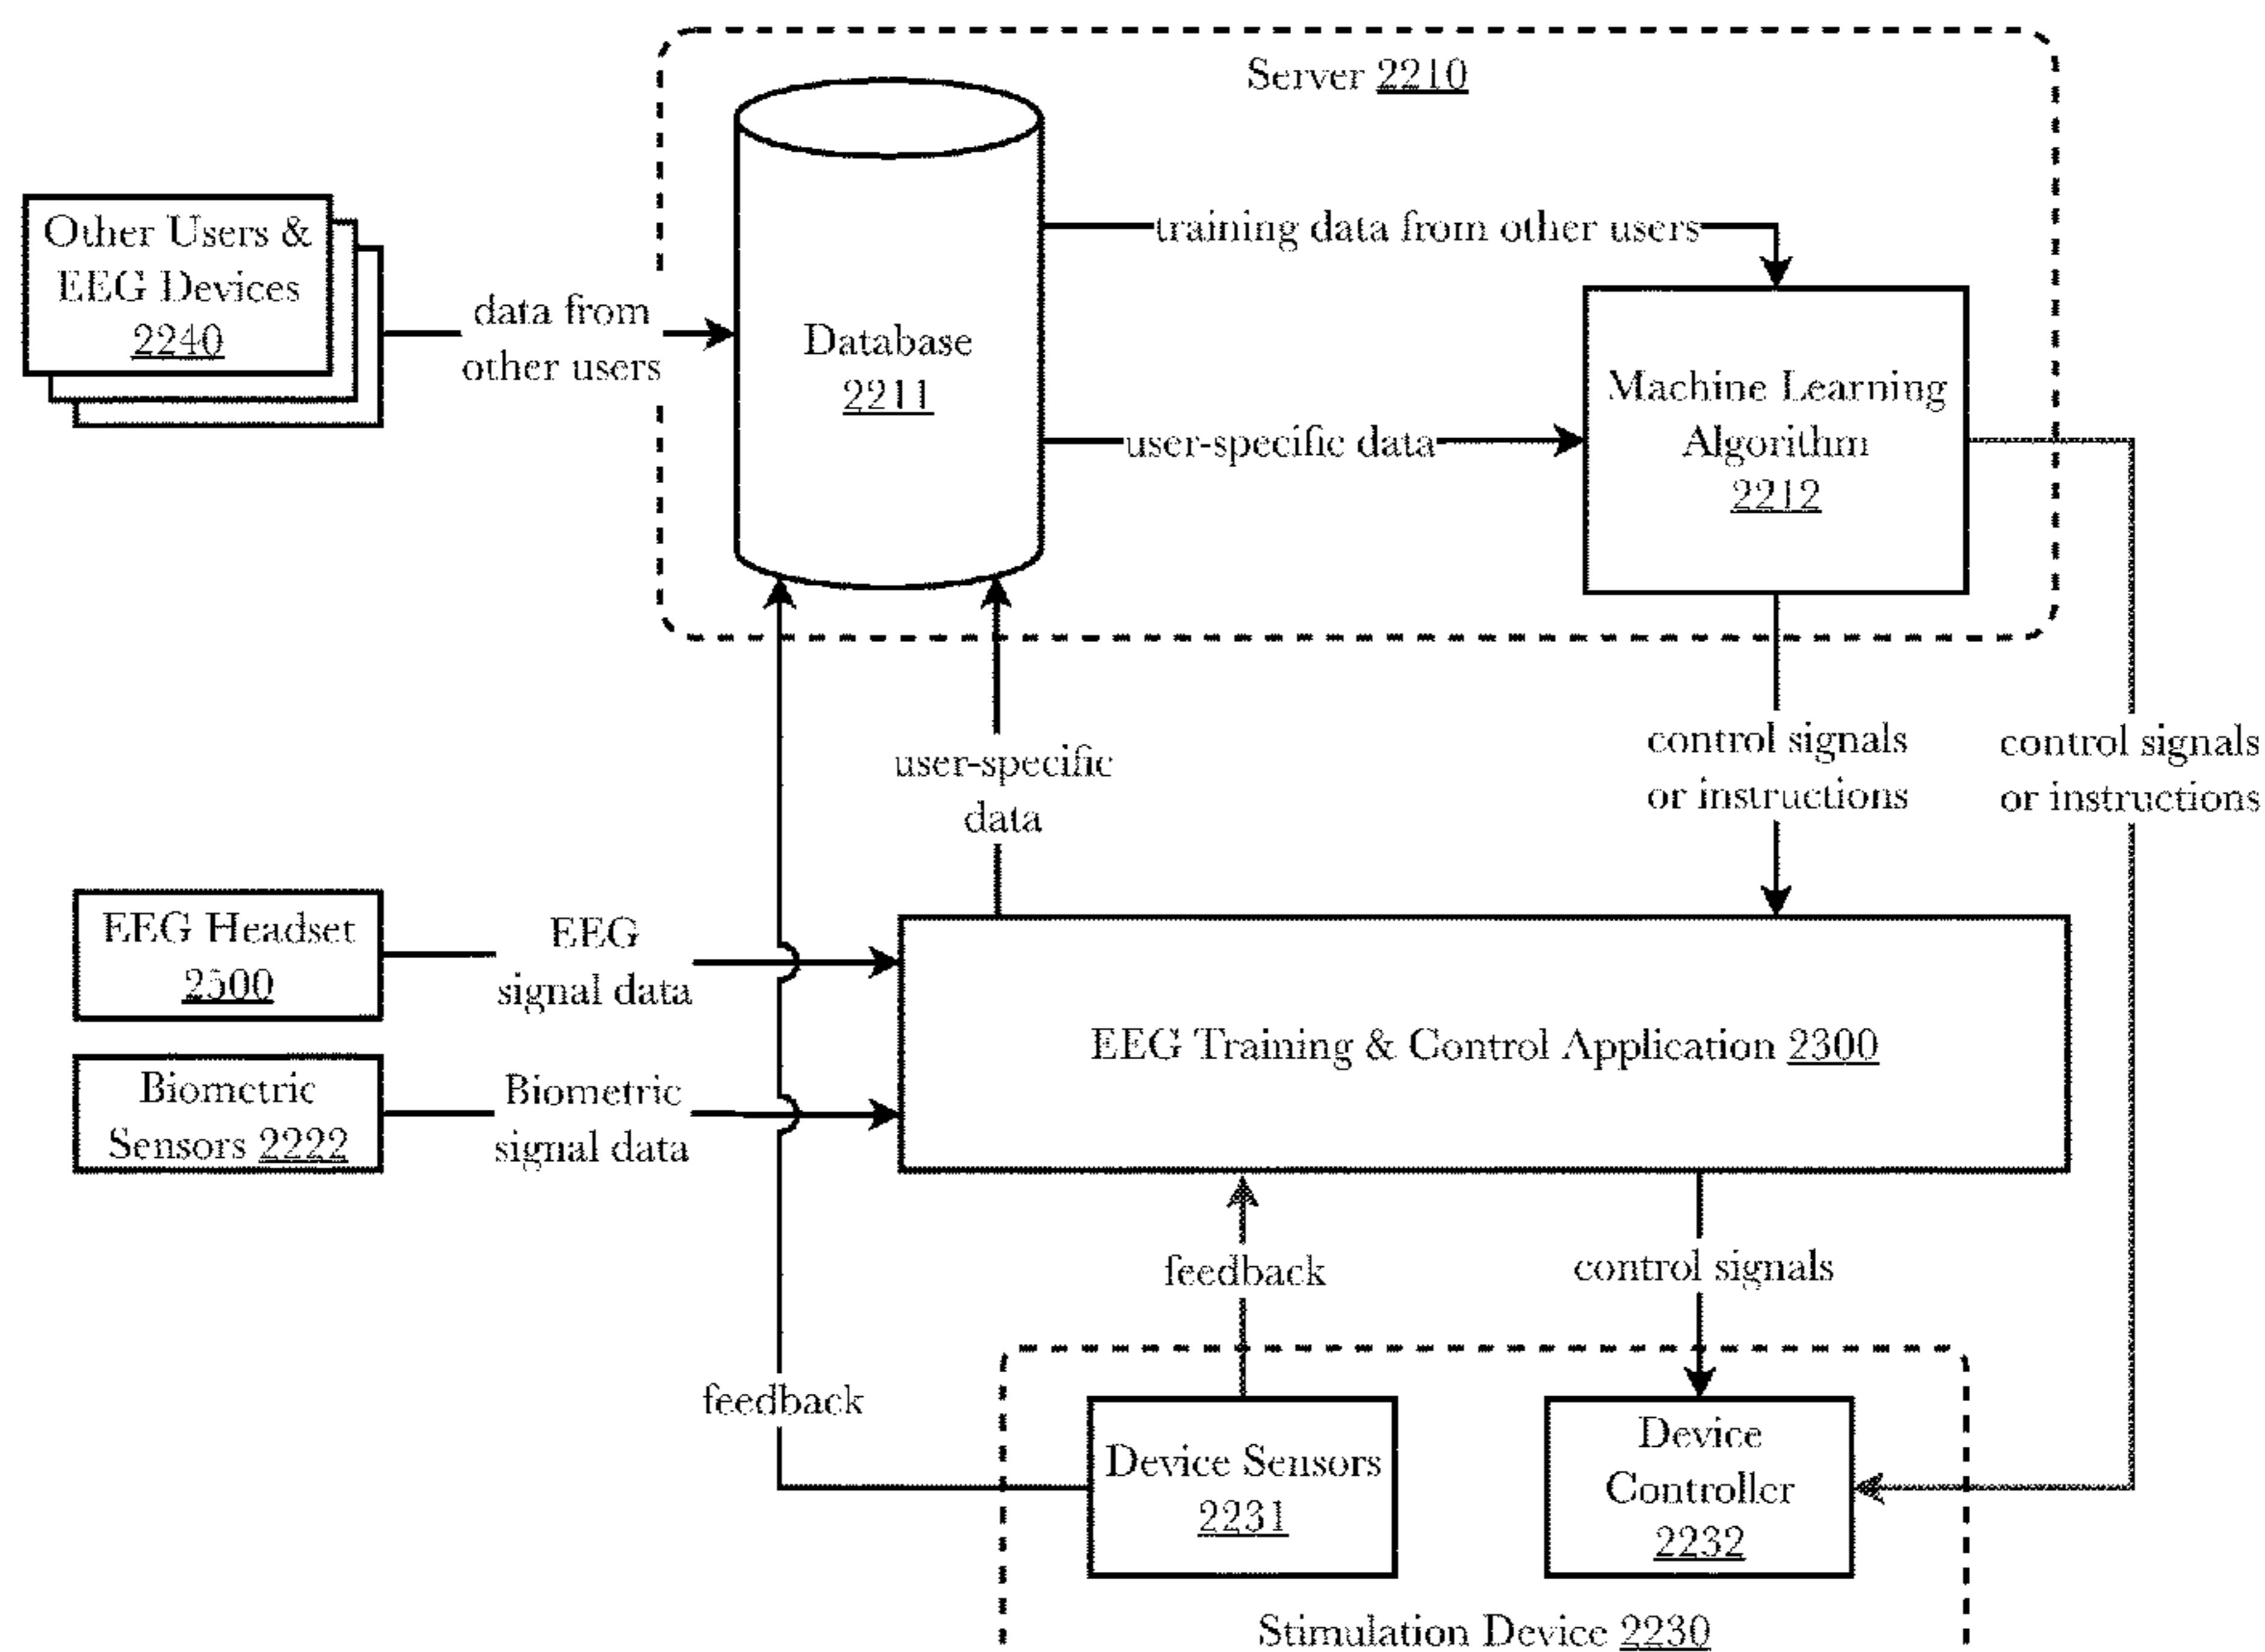 Server 2210
Other Users &
EEG Devices
2240
data from
other users
Database
2211
training data from other users
user-specific data
Machine Learning
Algorithm
2212
user-specific
data
control signals
or instructions
control signals
or instructions
EEG Headset
2500
EEG
signal data
Biometric
Sensors 2222
Biometric
signal data
EEG Training & Control Application 2300
feedback
control signals
feedback
Device Sensors
2231
Device
Controller
2232
Stimulation Device 2230